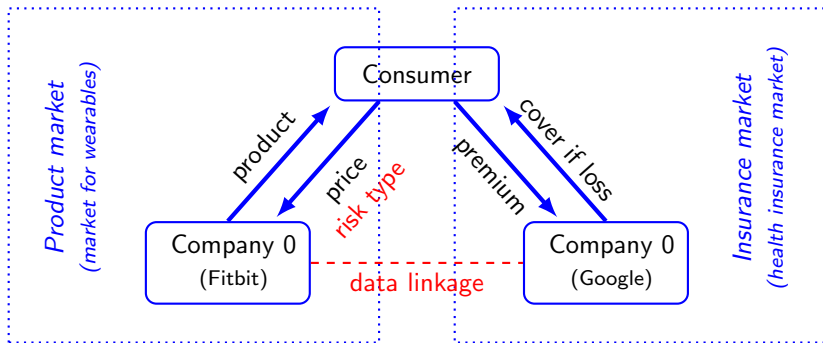 Product market
(market for wearables)
Consumer
Insurance market
(health insurance market)
product
price
risk type
premium
cover if loss
Company 0
(Fitbit)
data linkage
Company 0
(Google)